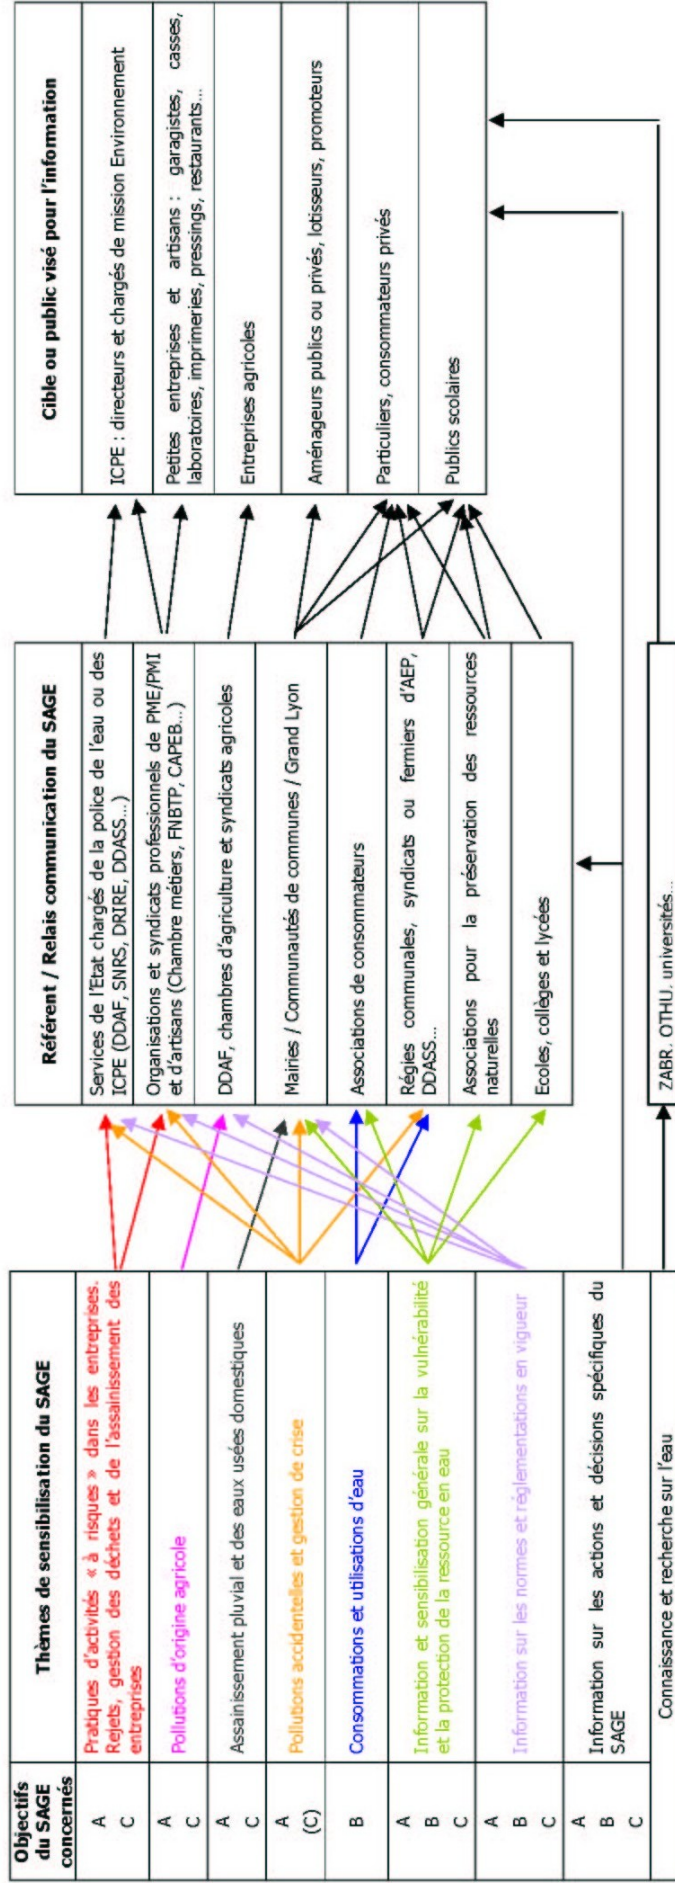 Objectifs
du SAGE
concernés
Thèmes de sensibilisation du SAGE
A
C
Pratiques d'activités « à risques » dans les entreprises.
Rejets, gestion des déchets et de l'assainissement des
entreprises
A
C
Pollutions d'origine agricole
A
C
Assainissement pluvial et des eaux usées domestiques
A
(C)
Pollutions accidentelles et gestion de crise
B
Consommations et utilisations d'eau
A
B
C
Information et sensibilisation générale sur la vulnérabilité
et la protection de la ressource en eau
A
B
C
Information sur les normes et réglementations en vigueur
A
B
C
Information sur les actions et décisions spécifiques du
SAGE
Connaissance et recherche sur l'eau
Référent / Relais communication du SAGE
Services de l'Etat chargés de la police de l'eau ou des
ICPE (DDAF, SNRS, DRIRE, DDASS...)
Organisations et syndicats professionnels de PME/PMI
et d'artisans (Chambre métiers, FNBTP, CAPEB...)
DDAF, chambres d'agriculture et syndicats agricoles
Mairies / Communautés de communes / Grand Lyon
Associations de consommateurs
Régies communales, syndicats ou fermiers d'AEP,
DDASS...
Associations pour la préservation des ressources
naturelles
Ecoles, collèges et lycées
ZABR. OTHU. universités...
Cible ou public visé pour l'information
ICPE : directeurs et chargés de mission Environnement
Petites entreprises et artisans : garagistes, casses,
laboratoires, imprimeries, pressings, restaurants...
Entreprises agricoles
Aménageurs publics ou privés, lotisseurs, promoteurs
Particuliers, consommateurs privés
Publics scolaires